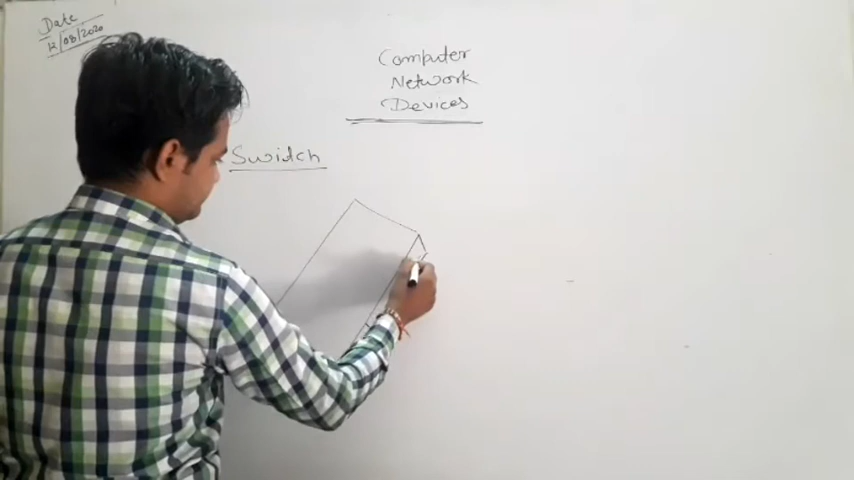 Date
12/08/2020
Computer
Network
Devices
Switch